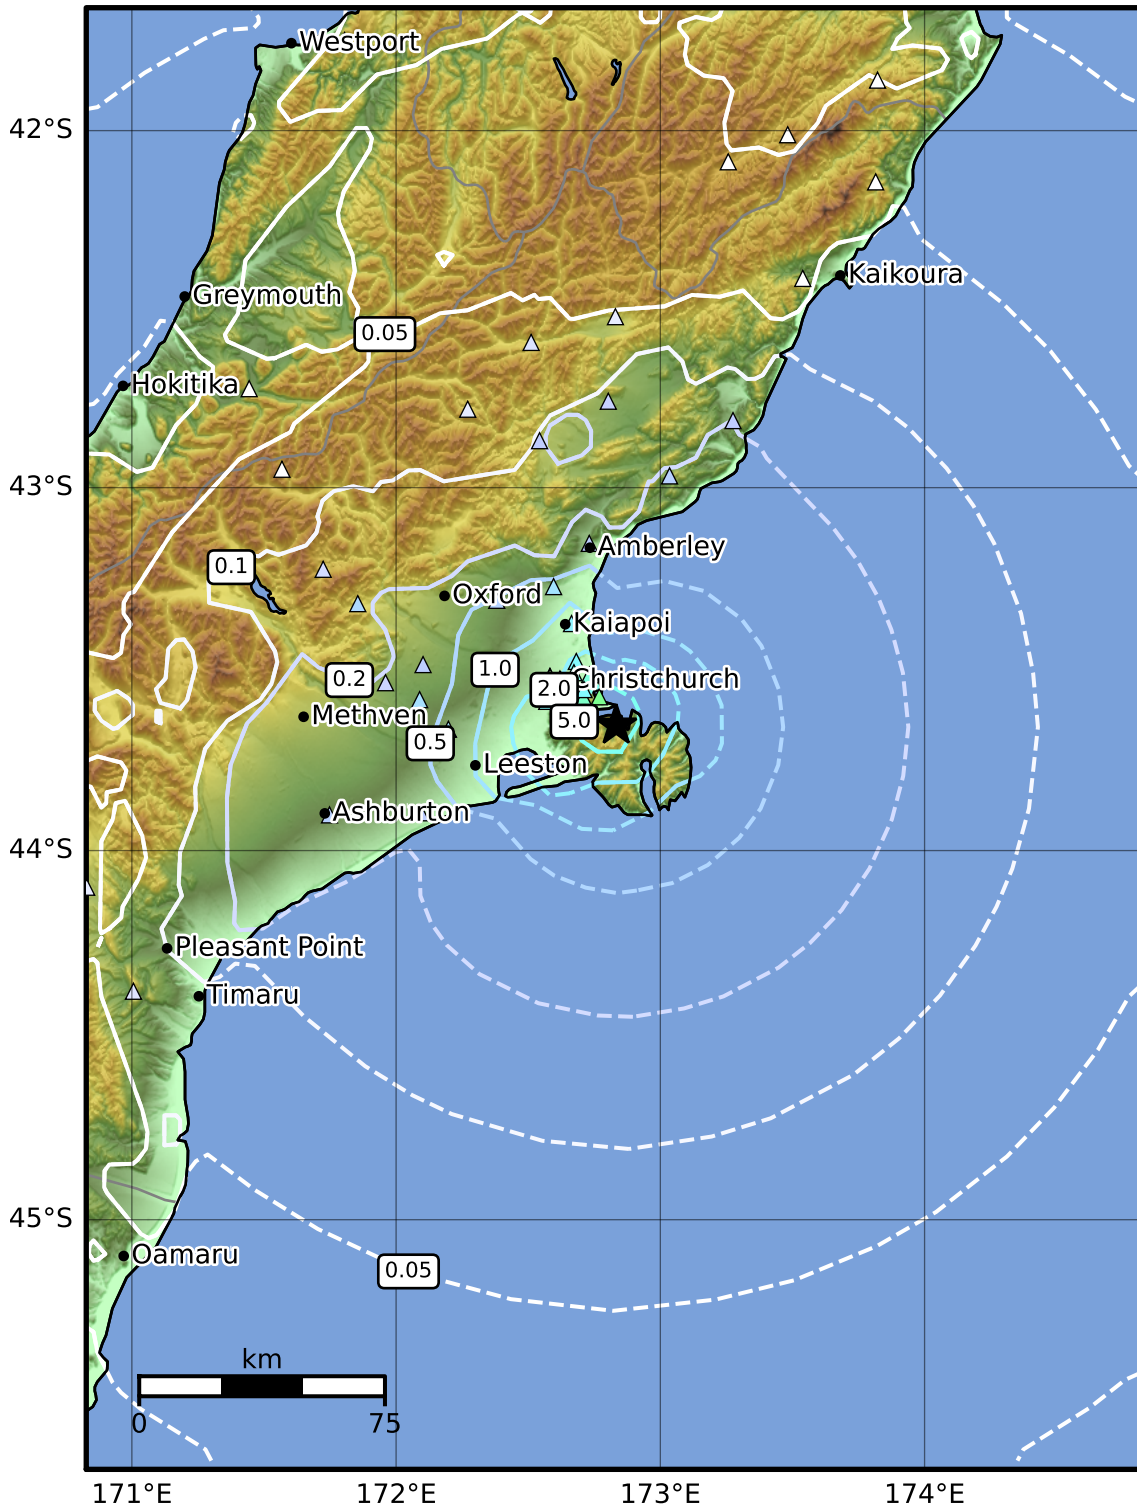 Westport
42°S
Kaikoura
Greymouth
0.05
Hokitika
43°S
Amberley
0.1
Oxford
Kaiapoi
1.0
Christchurch
0.2
2.0
Methven
5.0
0.5
Leeston
Ashburton
44°S
Pleasant Point
Timaru
45°S
Oamaru
0.05
km
0
75
171°E
172°E
173°E
174°E